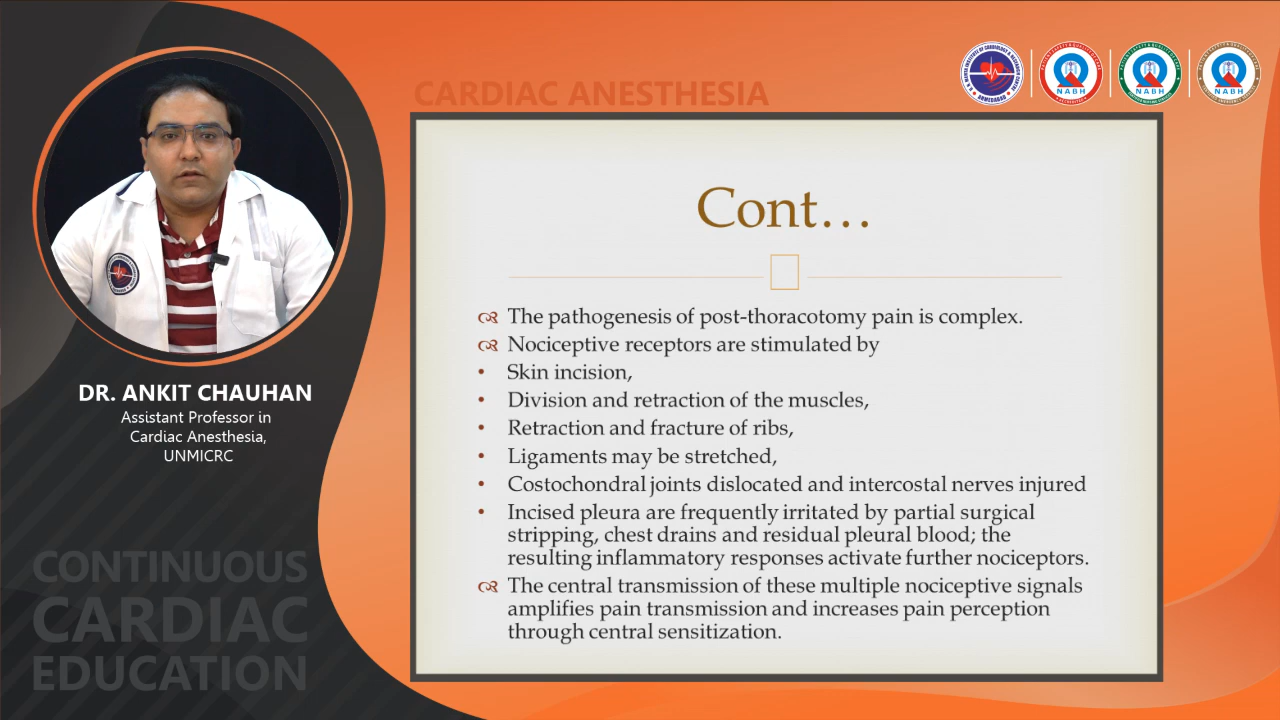 CARDIAC ANESTHESIA
NABH
NABH
NABH
Cont...
The pathogenesis of post-thoracotomy pain is complex.
Nociceptive receptors are stimulated by
• Skin incision,
• Division and retraction of the muscles,
• Retraction and fracture of ribs,
• Ligaments may be stretched,
• Costochondral joints dislocated and intercostal nerves injured
• Incised pleura are frequently irritated by partial surgical
stripping, chest drains and residual pleural blood; the
resulting inflammatory responses activate further nociceptors.
The central transmission of these multiple nociceptive signals
amplifies pain transmission and increases pain perception
through central sensitization.
DR. ANKIT CHAUHAN
Assistant Professor in
Cardiac Anesthesia,
UNMICRC
CONTINUOUS
CARDIAC
EDUCATION